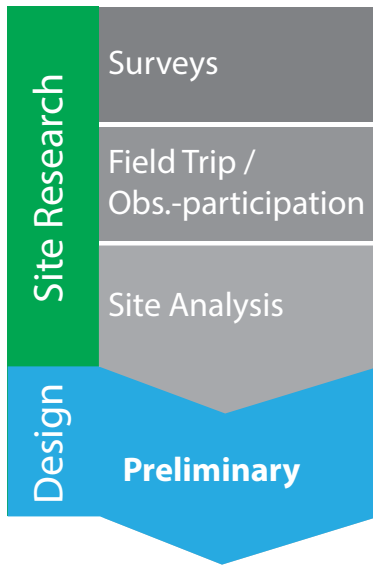 Site Research
Surveys
Field Trip /
Obs.-participation
Site Analysis
Design
Preliminary